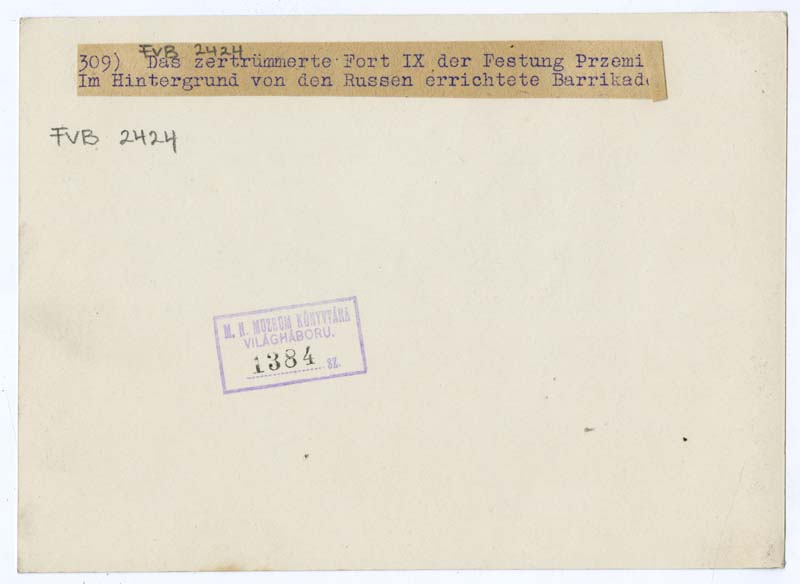 FVB 2424
309) Das zertrümmerte Fort IX der Festung Przemi
Im Hintergrund von den Russen errichtete Barrikad
FVB 2424
M. N. MUZEUM KÖNYVTÁRA
VILÁGHÁBORU.
1384 SZ.